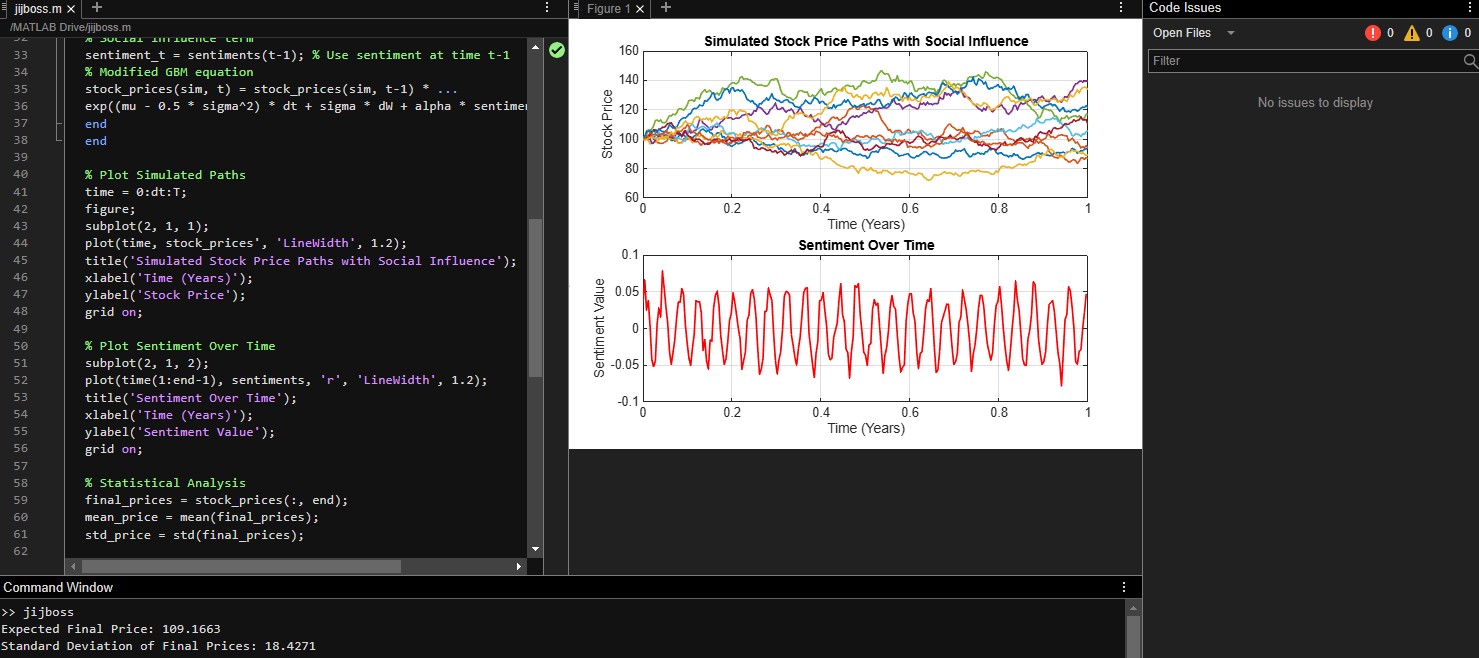 jijboss.m
/MATLAB Drive/jijboss.m
32 % Social influence term
33 sentiment_t = sentiments(t-1); % Use sentiment at time t-1
34 % Modified GBM equation
35 stock_prices(sim, t) = stock_prices(sim, t-1) * ...
36 exp((mu - 0.5 * sigma^2) * dt + sigma * dW + alpha * sentimen
37 end
38 end
39
40 % Plot Simulated Paths
41 time = 0:dt:T;
42 figure;
43 subplot(2, 1, 1);
44 plot(time, stock_prices', 'LineWidth', 1.2);
45 title('Simulated Stock Price Paths with Social Influence');
46 xlabel('Time (Years)');
47 ylabel('Stock Price');
48 grid on;
49
50 % Plot Sentiment Over Time
51 subplot(2, 1, 2);
52 plot(time(1:end-1), sentiments, 'r', 'LineWidth', 1.2);
53 title('Sentiment Over Time');
54 xlabel('Time (Years)');
55 ylabel('Sentiment Value');
56 grid on;
57
58 % Statistical Analysis
59 final_prices = stock_prices(:, end);
60 mean_price = mean(final_prices);
61 std_price = std(final_prices);
62
Figure 1
Simulated Stock Price Paths with Social Influence
Stock Price
160
140
120
100
80
60
0 0.2 0.4 0.6 0.8 1
Time (Years)
Sentiment Over Time
Sentiment Value
0.1
0.05
0
-0.05
-0.1
0 0.2 0.4 0.6 0.8 1
Time (Years)
Code Issues
Open Files 0 0 0
Filter
No issues to display
Command Window
>> jijboss
Expected Final Price: 109.1663
Standard Deviation of Final Prices: 18.4271